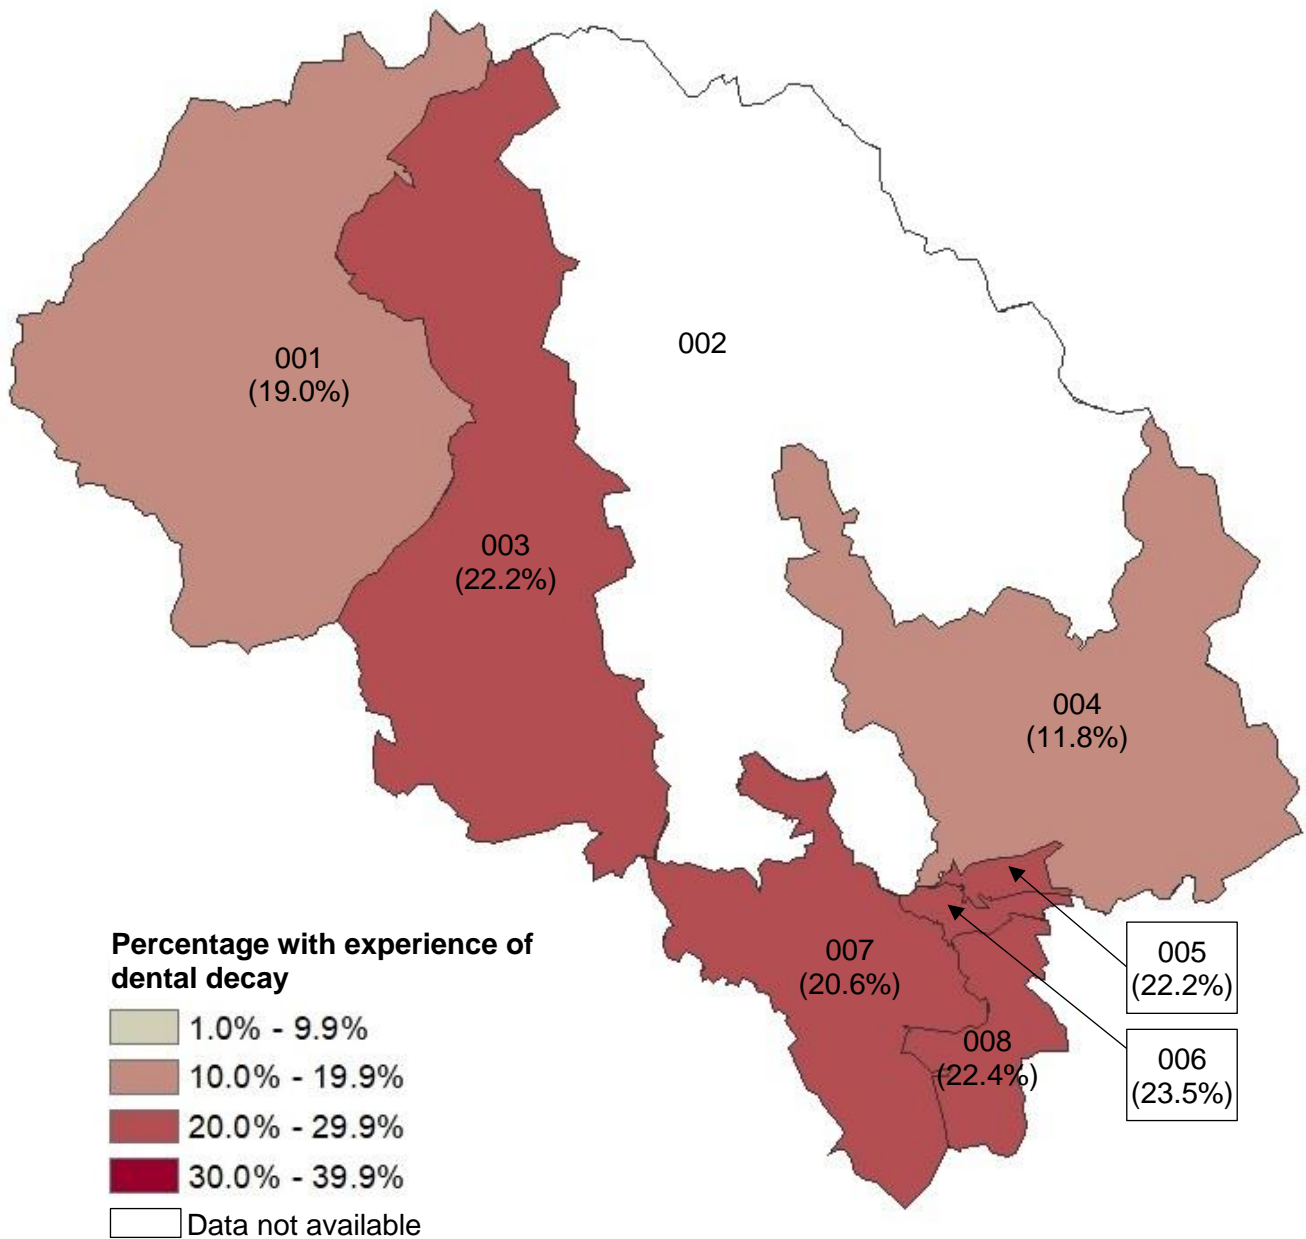 002
001
(19.0%)
003
(22.2%)
004
(11.8%)
Percentage with experience of
dental decay
1.0% - 9.9%
10.0% - 19.9%
20.0% - 29.9%
30.0% - 39.9%
Data not available
007
(20.6%)
008
(22.4%)
005
(22.2%)
006
(23.5%)